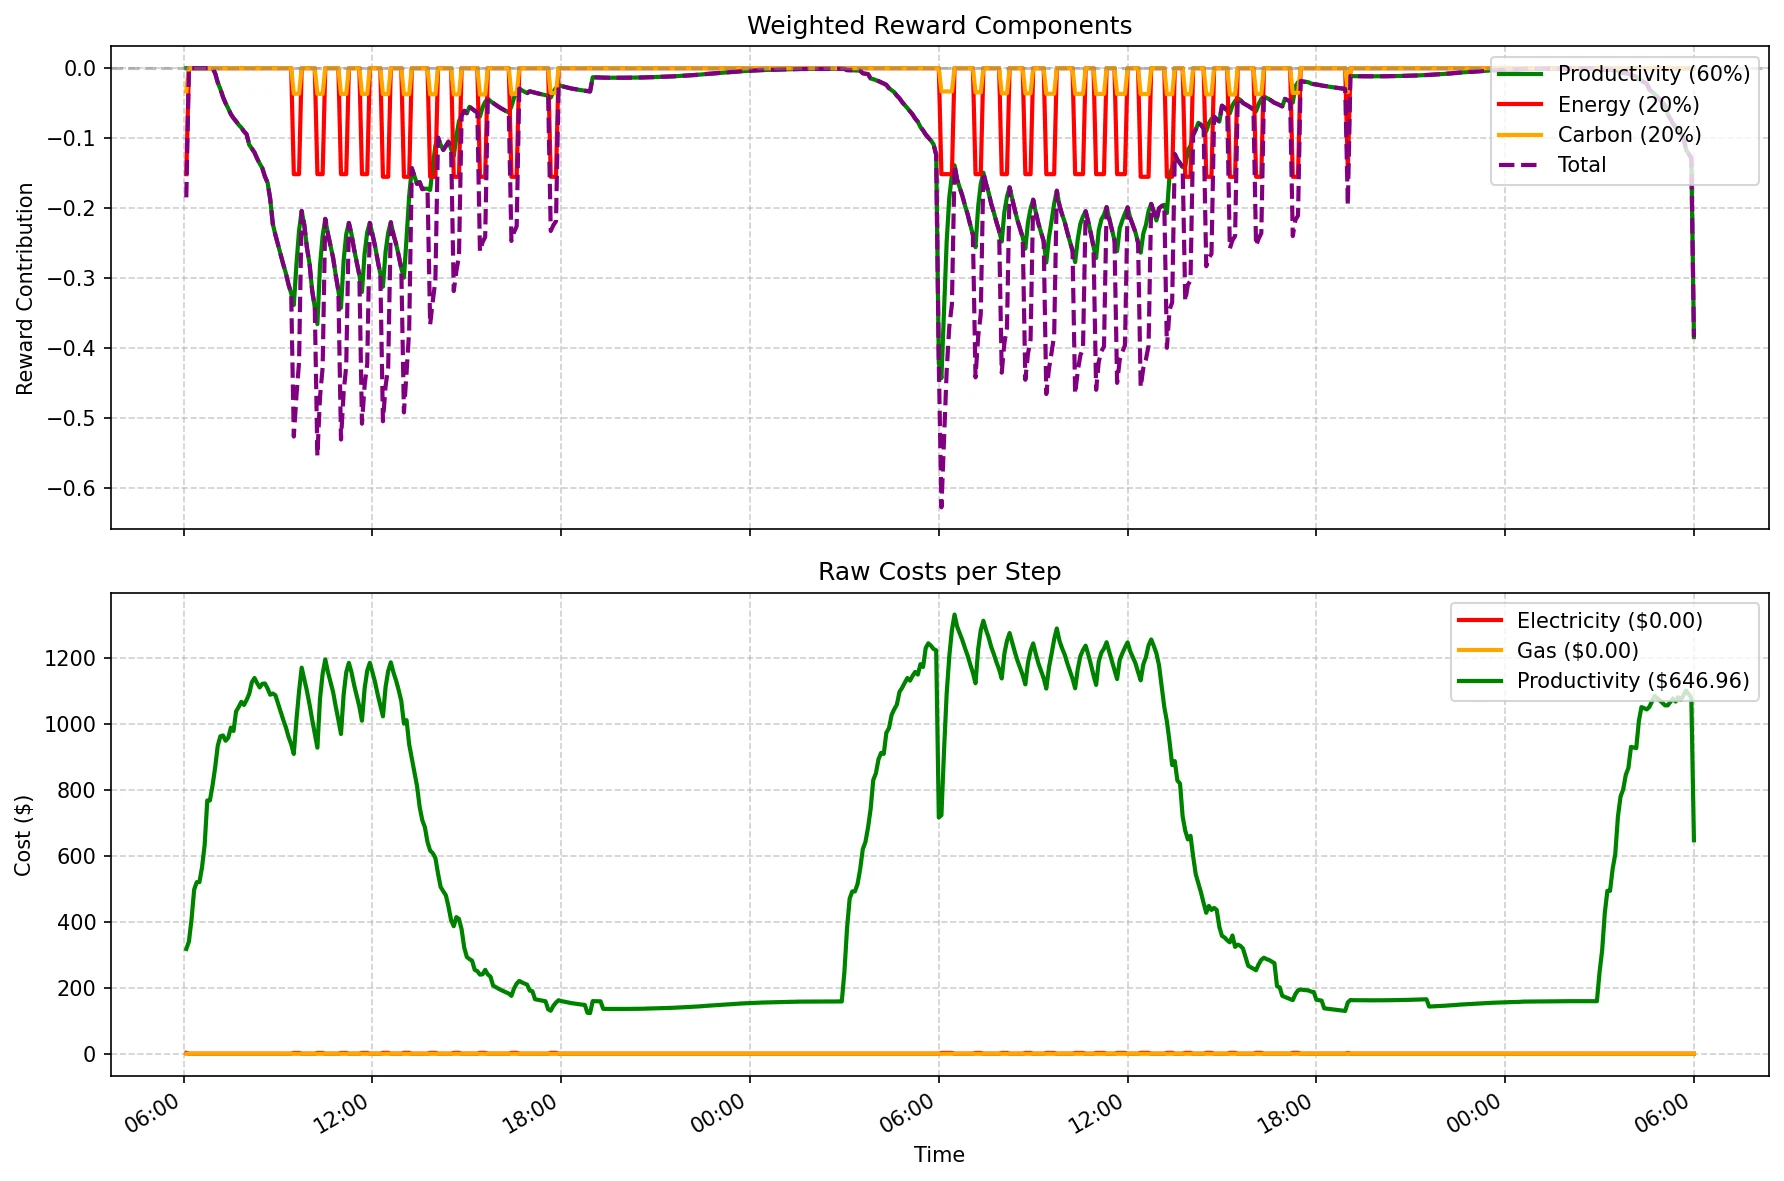 Weighted Reward Components
Reward Contribution
0.0
−0.1
−0.2
−0.3
−0.4
−0.5
−0.6
Productivity (60%)
Energy (20%)
Carbon (20%)
Total
Raw Costs per Step
Cost ($)
1200
1000
800
600
400
200
0
Electricity ($0.00)
Gas ($0.00)
Productivity ($646.96)
06:00
12:00
18:00
00:00
06:00
12:00
18:00
00:00
06:00
Time